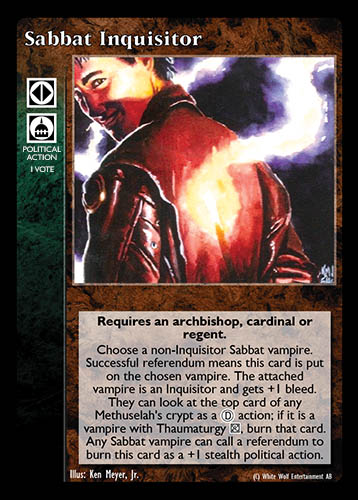 Sabbat Inquisitor
POLITICAL
ACTION
1 VOTE
Requires an archbishop, cardinal or
regent.
Choose a non-Inquisitor Sabbat vampire.
Successful referendum means this card is put
on the chosen vampire. The attached
vampire is an Inquisitor and gets +1 bleed.
They can look at the top card of any
Methuselah's crypt as a Ⓓ action; if it is a
vampire with Thaumaturgy, burn that card.
Any Sabbat vampire can call a referendum to
burn this card as a +1 stealth political action.
Illus: Ken Meyer, Jr.
(C) White Wolf Entertainment AB